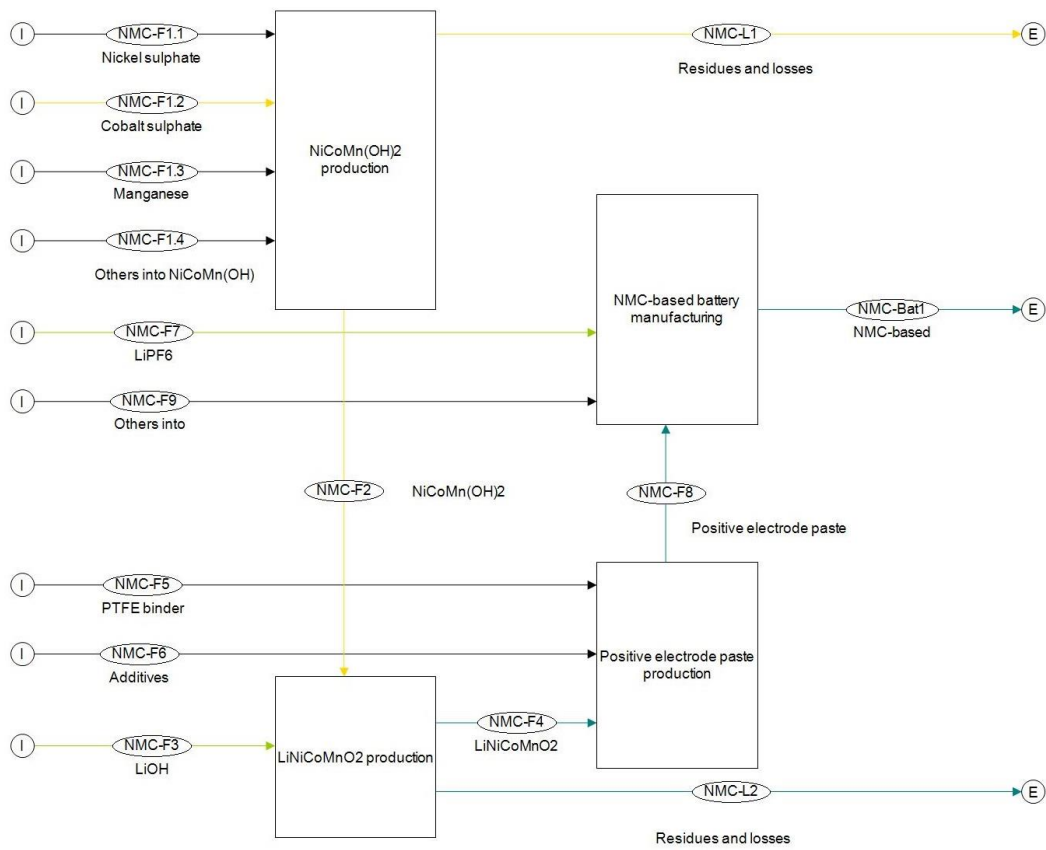 I
NMC-F1.1
Nickel sulphate
NMC-L1
E
Residues and losses
I
NMC-F1.2
Cobalt sulphate
NiCoMn(OH)2
production
I
NMC-F1.3
Manganese
I
NMC-F1.4
Others into NiCoMn(OH)
NMC-based battery
manufacturing
NMC-Bat1
E
NMC-based
I
NMC-F7
LiPF6
I
NMC-F9
Others into
NMC-F2
NiCoMn(OH)2
NMC-F8
Positive electrode paste
I
NMC-F5
PTFE binder
I
NMC-F6
Additives
Positive electrode paste
production
NMC-F4
LiNiCoMnO2
I
NMC-F3
LiOH
LiNiCoMnO2 production
NMC-L2
E
Residues and losses